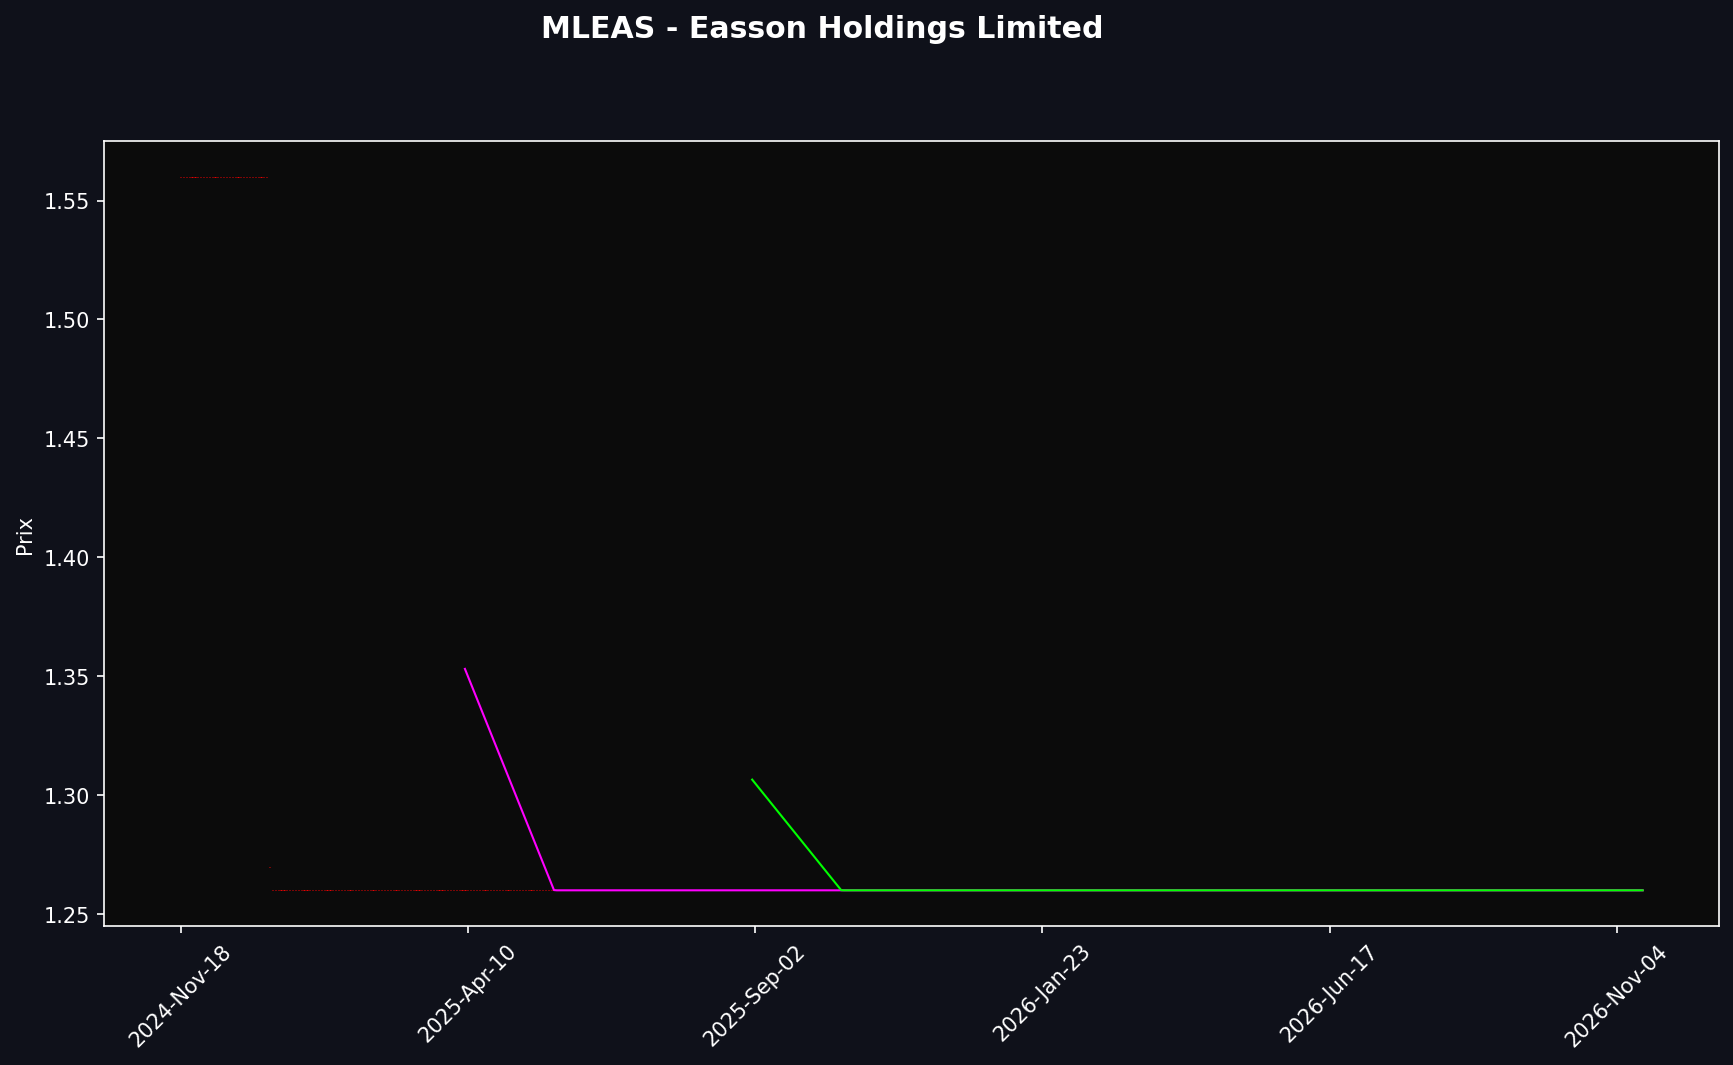 MLEAS - Easson Holdings Limited
Prix
1.55
1.50
1.45
1.40
1.35
1.30
1.25
2024-Nov-18
2025-Apr-10
2025-Sep-02
2026-Jan-23
2026-Jun-17
2026-Nov-04